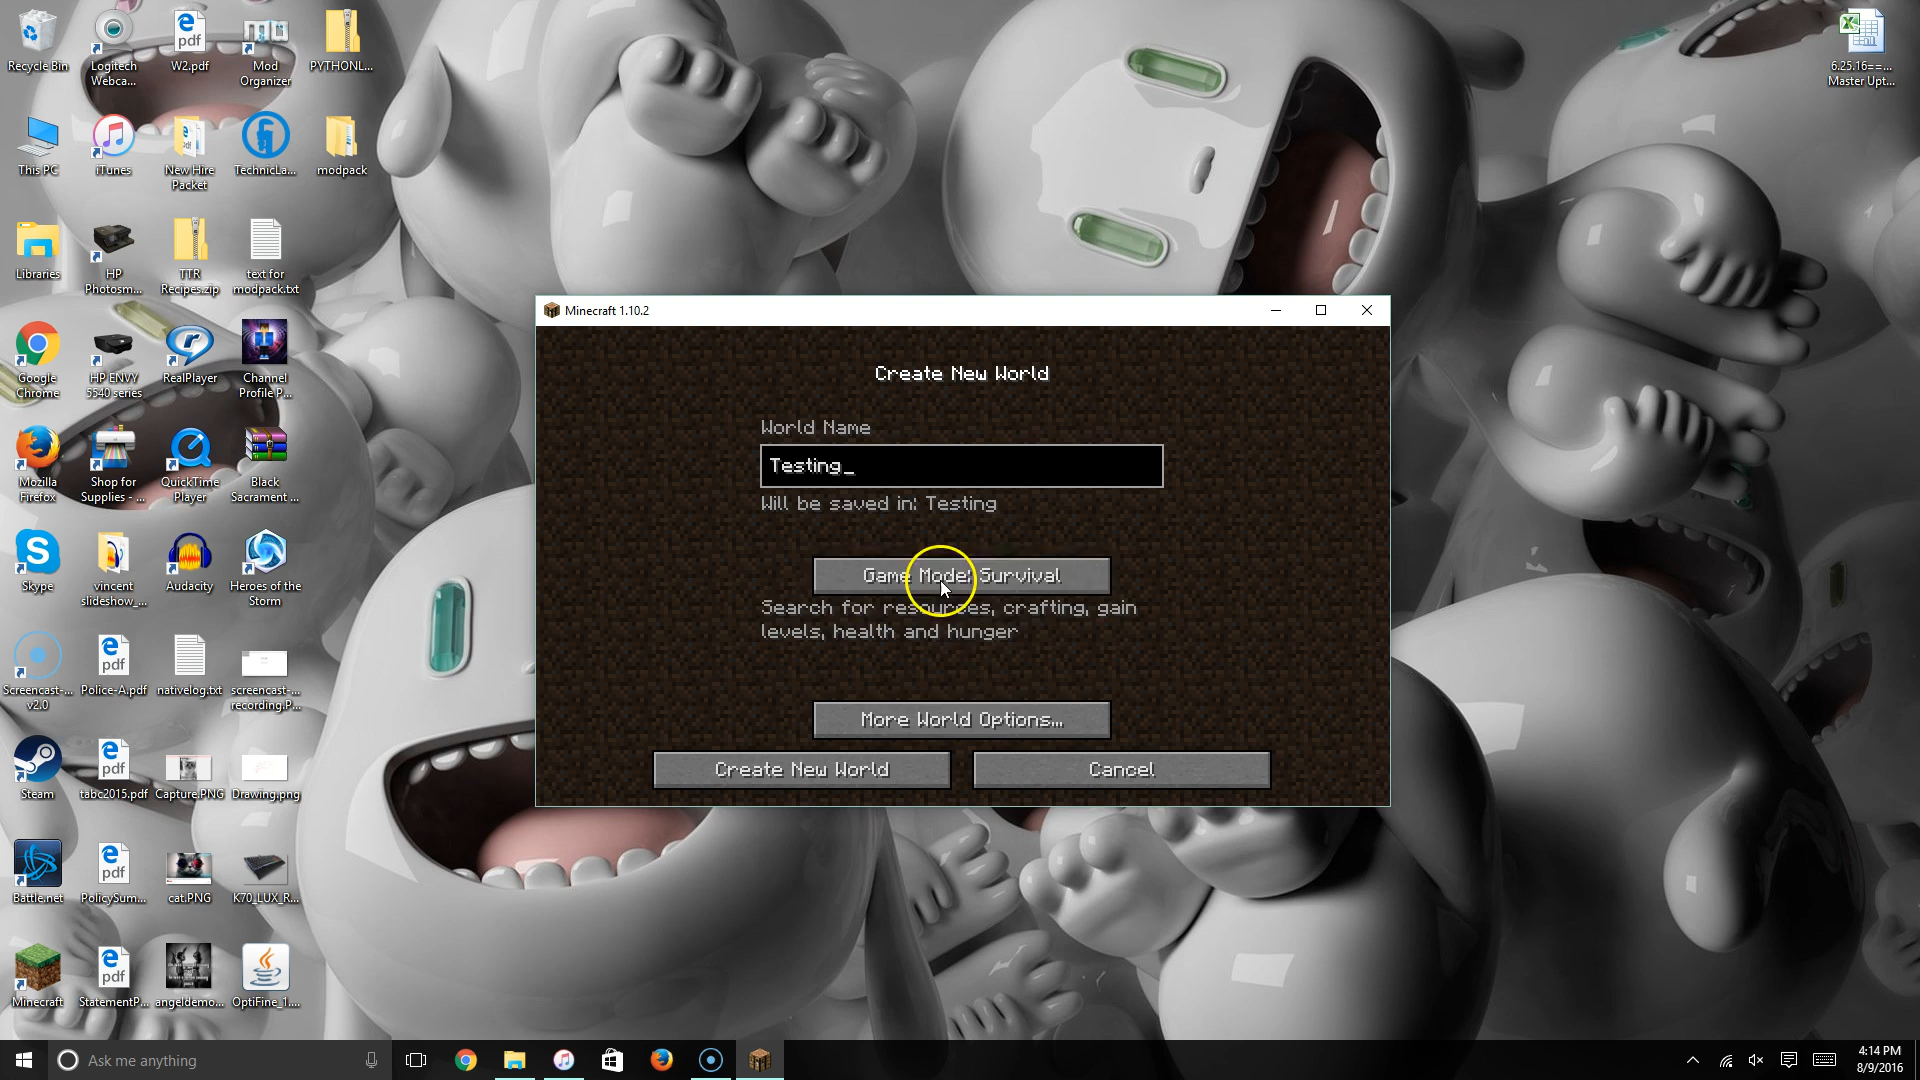 Recycle Bin
Logitech
Webca...
W2.pdf
Mod
Organizer
PYTHONL...
6.25.16==...
Master Upt...
This PC
iTunes
New Hire
Packet
TechnicLa...
modpack
Libraries
HP
Photosm...
TTR
Recipes.zip
text for
modpack.txt
Google
Chrome
HP ENVY
5540 series
RealPlayer
Channel
Profile P...
Mozilla
Firefox
Shop for
Supplies - ...
QuickTime
Player
Black
Sacrament ...
Skype
vincent
slideshow_...
Audacity
Heroes of the
Storm
Screencast-...
v2.0
Police-A.pdf
nativelog.txt
screencast-...
recording.P...
Steam
tabc2015.pdf
Capture.PNG
Drawing.png
Battle.net
PolicySum...
cat.PNG
K70_LUX_R...
Minecraft
StatementP...
angeldemo...
OptiFine_1....
Minecraft 1.10.2
Create New World
World Name
Testing_
Will be saved in: Testing
Game Mode: Survival
Search for resources, crafting, gain
levels, health and hunger
More World Options...
Create New World
Cancel
Ask me anything
4:14 PM
8/9/2016